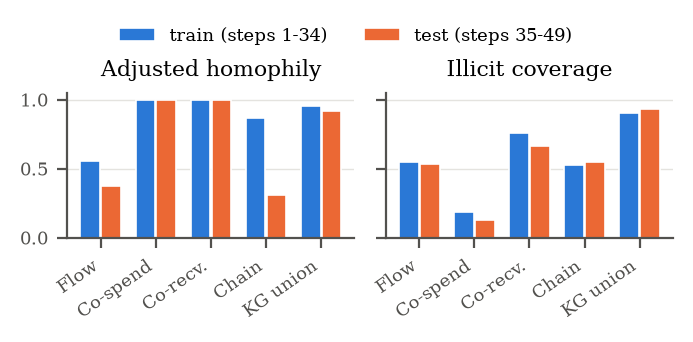 train (steps 1-34) test (steps 35-49)
Adjusted homophily
Illicit coverage
1.0
0.5
0.0
Flow
Co-spend
Co-recv.
Chain
KG union
Flow
Co-spend
Co-recv.
Chain
KG union